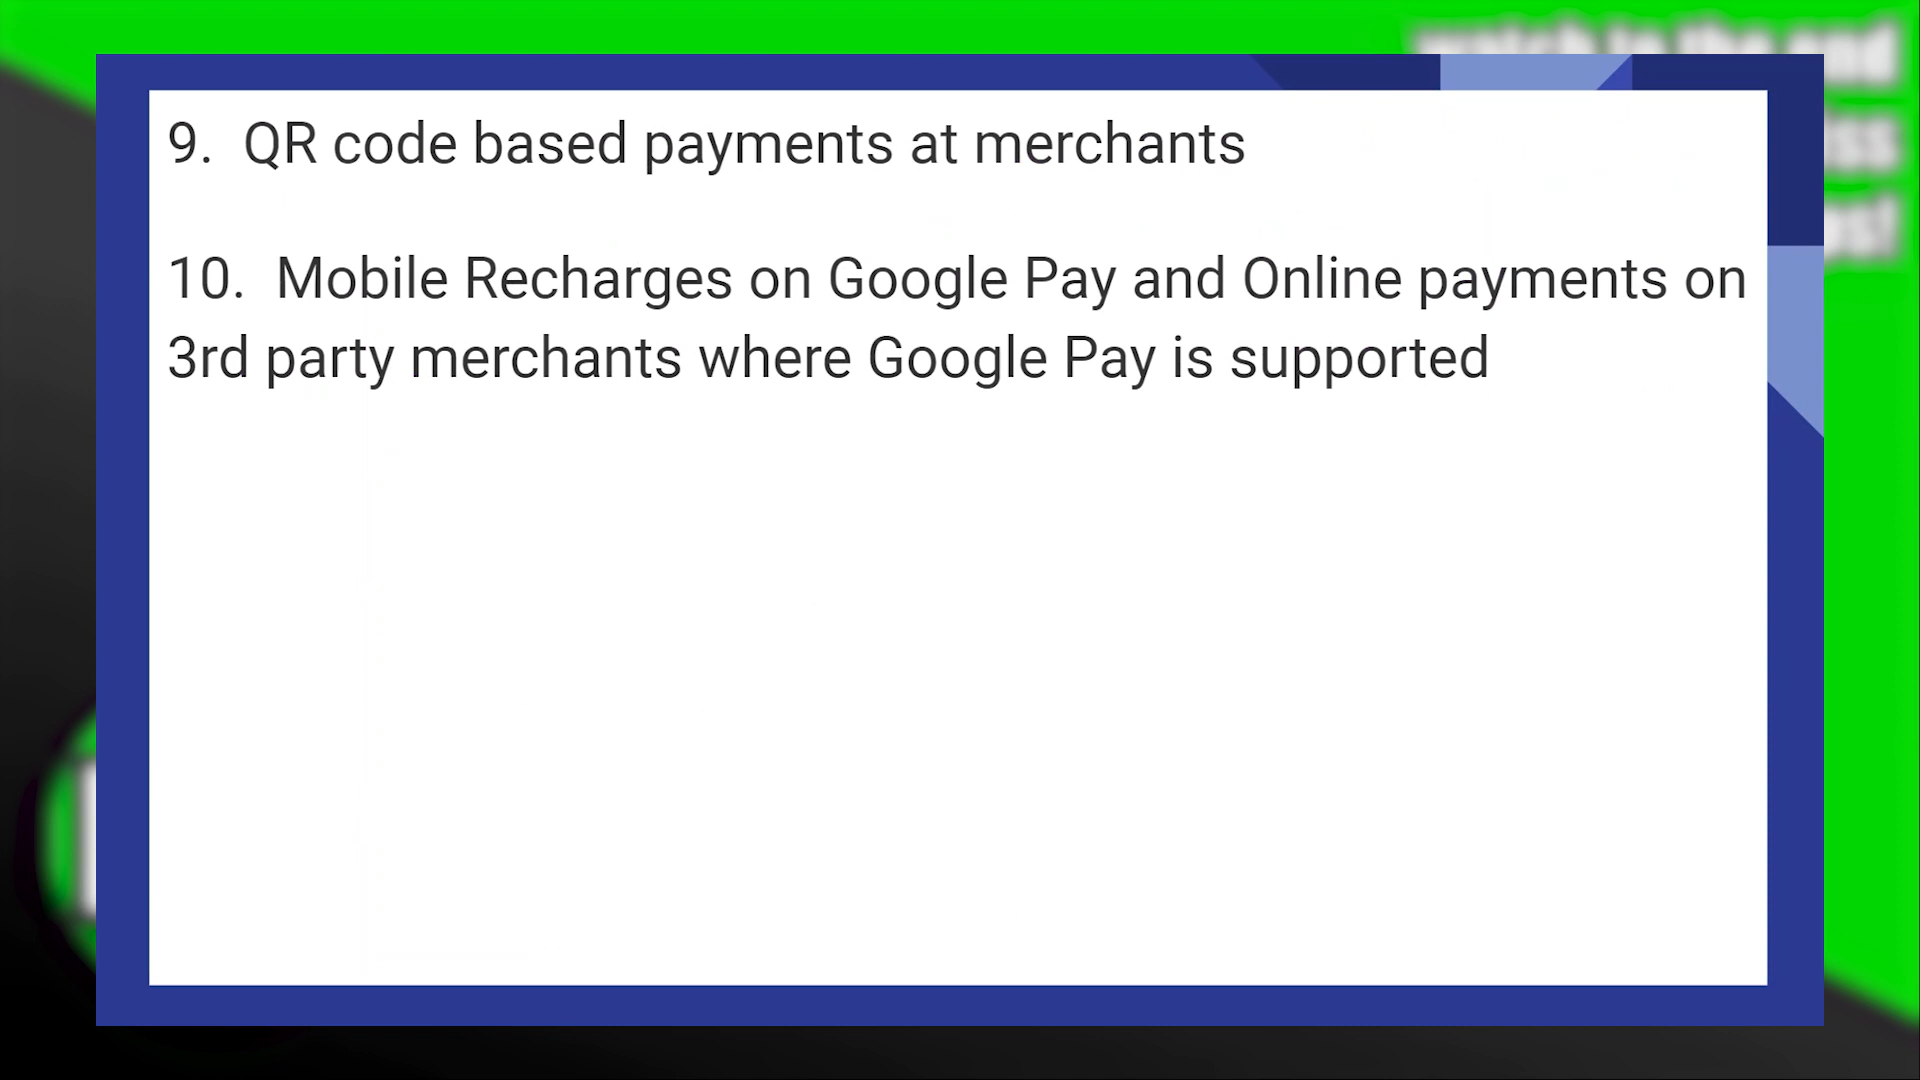 9. QR code based payments at merchants
10. Mobile Recharges on Google Pay and Online payments on
3rd party merchants where Google Pay is supported